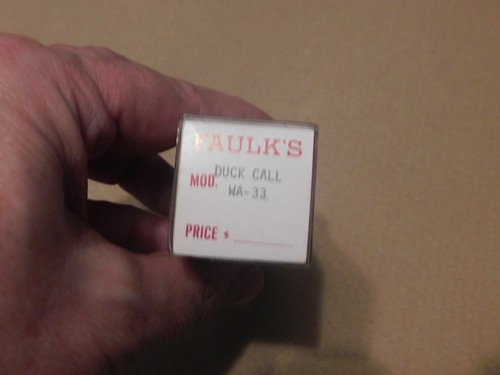 FAULK'S
DUCK CALL
MOD. WA-33
PRICE $